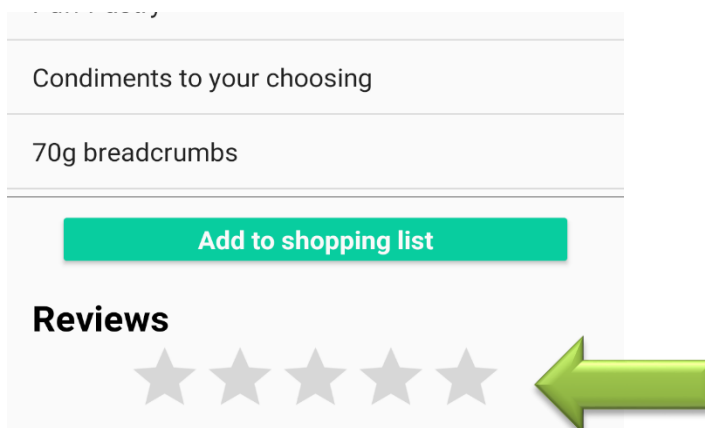 Condiments to your choosing
70g breadcrumbs
Add to shopping list
Reviews